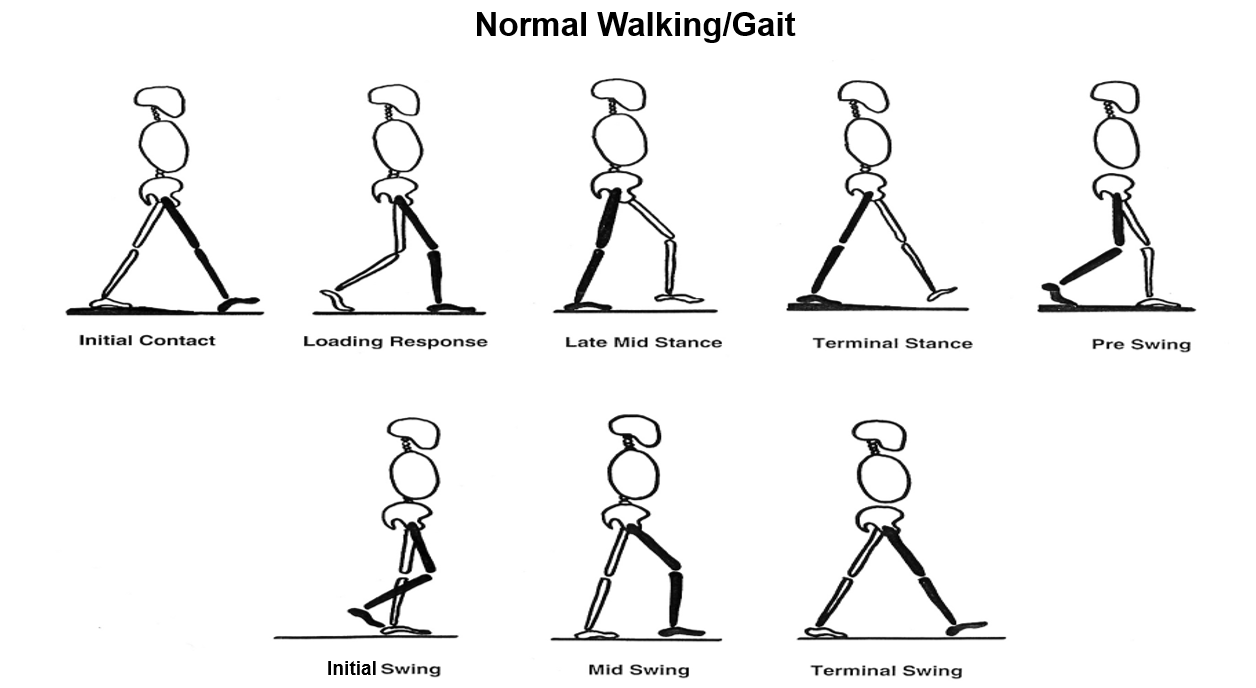 Normal Walking/Gait
Initial Contact
Loading Response
Late Mid Stance
Terminal Stance
Pre Swing
Initial Swing
Mid Swing
Terminal Swing